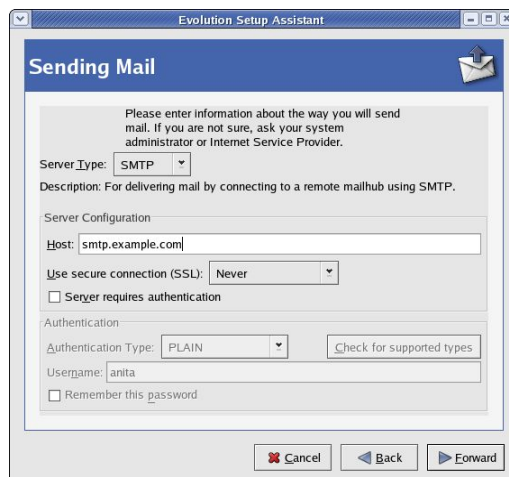 Evolution Setup Assistant
Sending Mail
Please enter information about the way you will send
mail. If you are not sure, ask your system
administrator or Internet Service Provider.
Server Type: SMTP
Description: For delivering mail by connecting to a remote mailhub using SMTP.
Server Configuration
Host: smtp.example.com
Use secure connection (SSL): Never
Server requires authentication
Authentication
Authentication Type: PLAIN Check for supported types
Username: anita
Remember this password
Cancel Back Forward